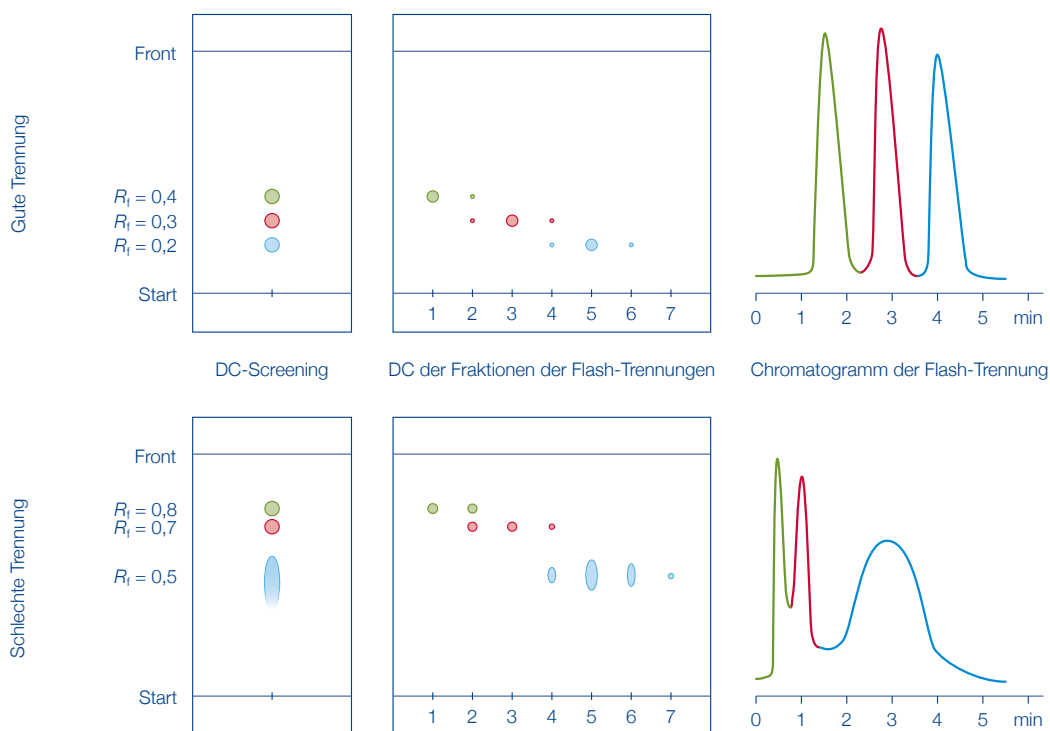 Gute Trennung
Front
Rf = 0,4
Rf = 0,3
Rf = 0,2
Start
1 2 3 4 5 6 7
0 1 2 3 4 5 min
DC-Screening
DC der Fraktionen der Flash-Trennungen
Chromatogramm der Flash-Trennung
Schlechte Trennung
Front
Rf = 0,8
Rf = 0,7
Rf = 0,5
Start
1 2 3 4 5 6 7
0 1 2 3 4 5 min